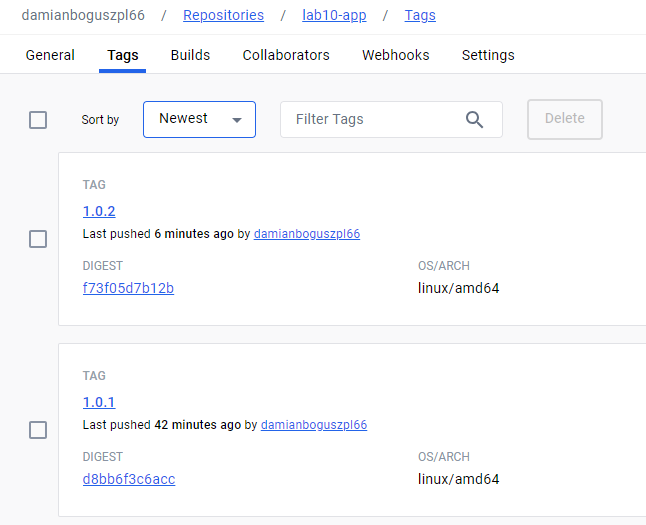 damianboguszpl66 / Repositories / lab10-app / Tags
General Tags Builds Collaborators Webhooks Settings
Sort by Newest Filter Tags Delete
TAG
1.0.2
Last pushed 6 minutes ago by damianboguszpl66
DIGEST OS/ARCH
f73f05d7b12b linux/amd64
TAG
1.0.1
Last pushed 42 minutes ago by damianboguszpl66
DIGEST OS/ARCH
d8bb6f3c6acc linux/amd64